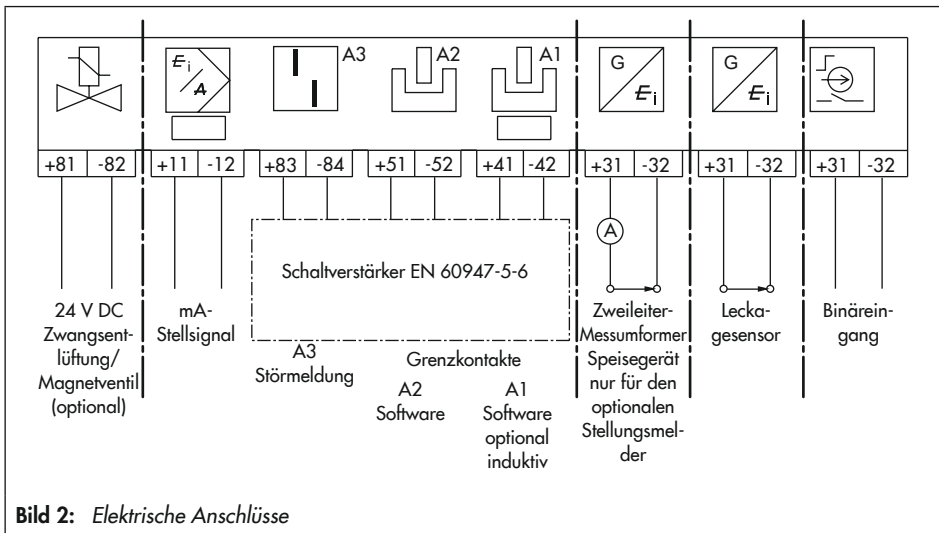 A3
A2
A1
E i / A
G
E i
G
E i
+81 -82 +11 -12 +83 -84 +51 -52 +41 -42 +31 -32 +31 -32 +31 -32
A
Schaltverstärker EN 60947-5-6
24 V DC
Zwangsent-
lüftung/
Magnetventil
(optional)
mA-
Stellsignal
A3
Störmeldung
Grenzkontakte
A2
Software
A1
Software
optional
induktiv
Zweileiter-
Messumformer
Speisegerät
nur für den
optionalen
Stellungsmel-
der
Lecka-
gesensor
Binärein-
gang
Bild 2: Elektrische Anschlüsse